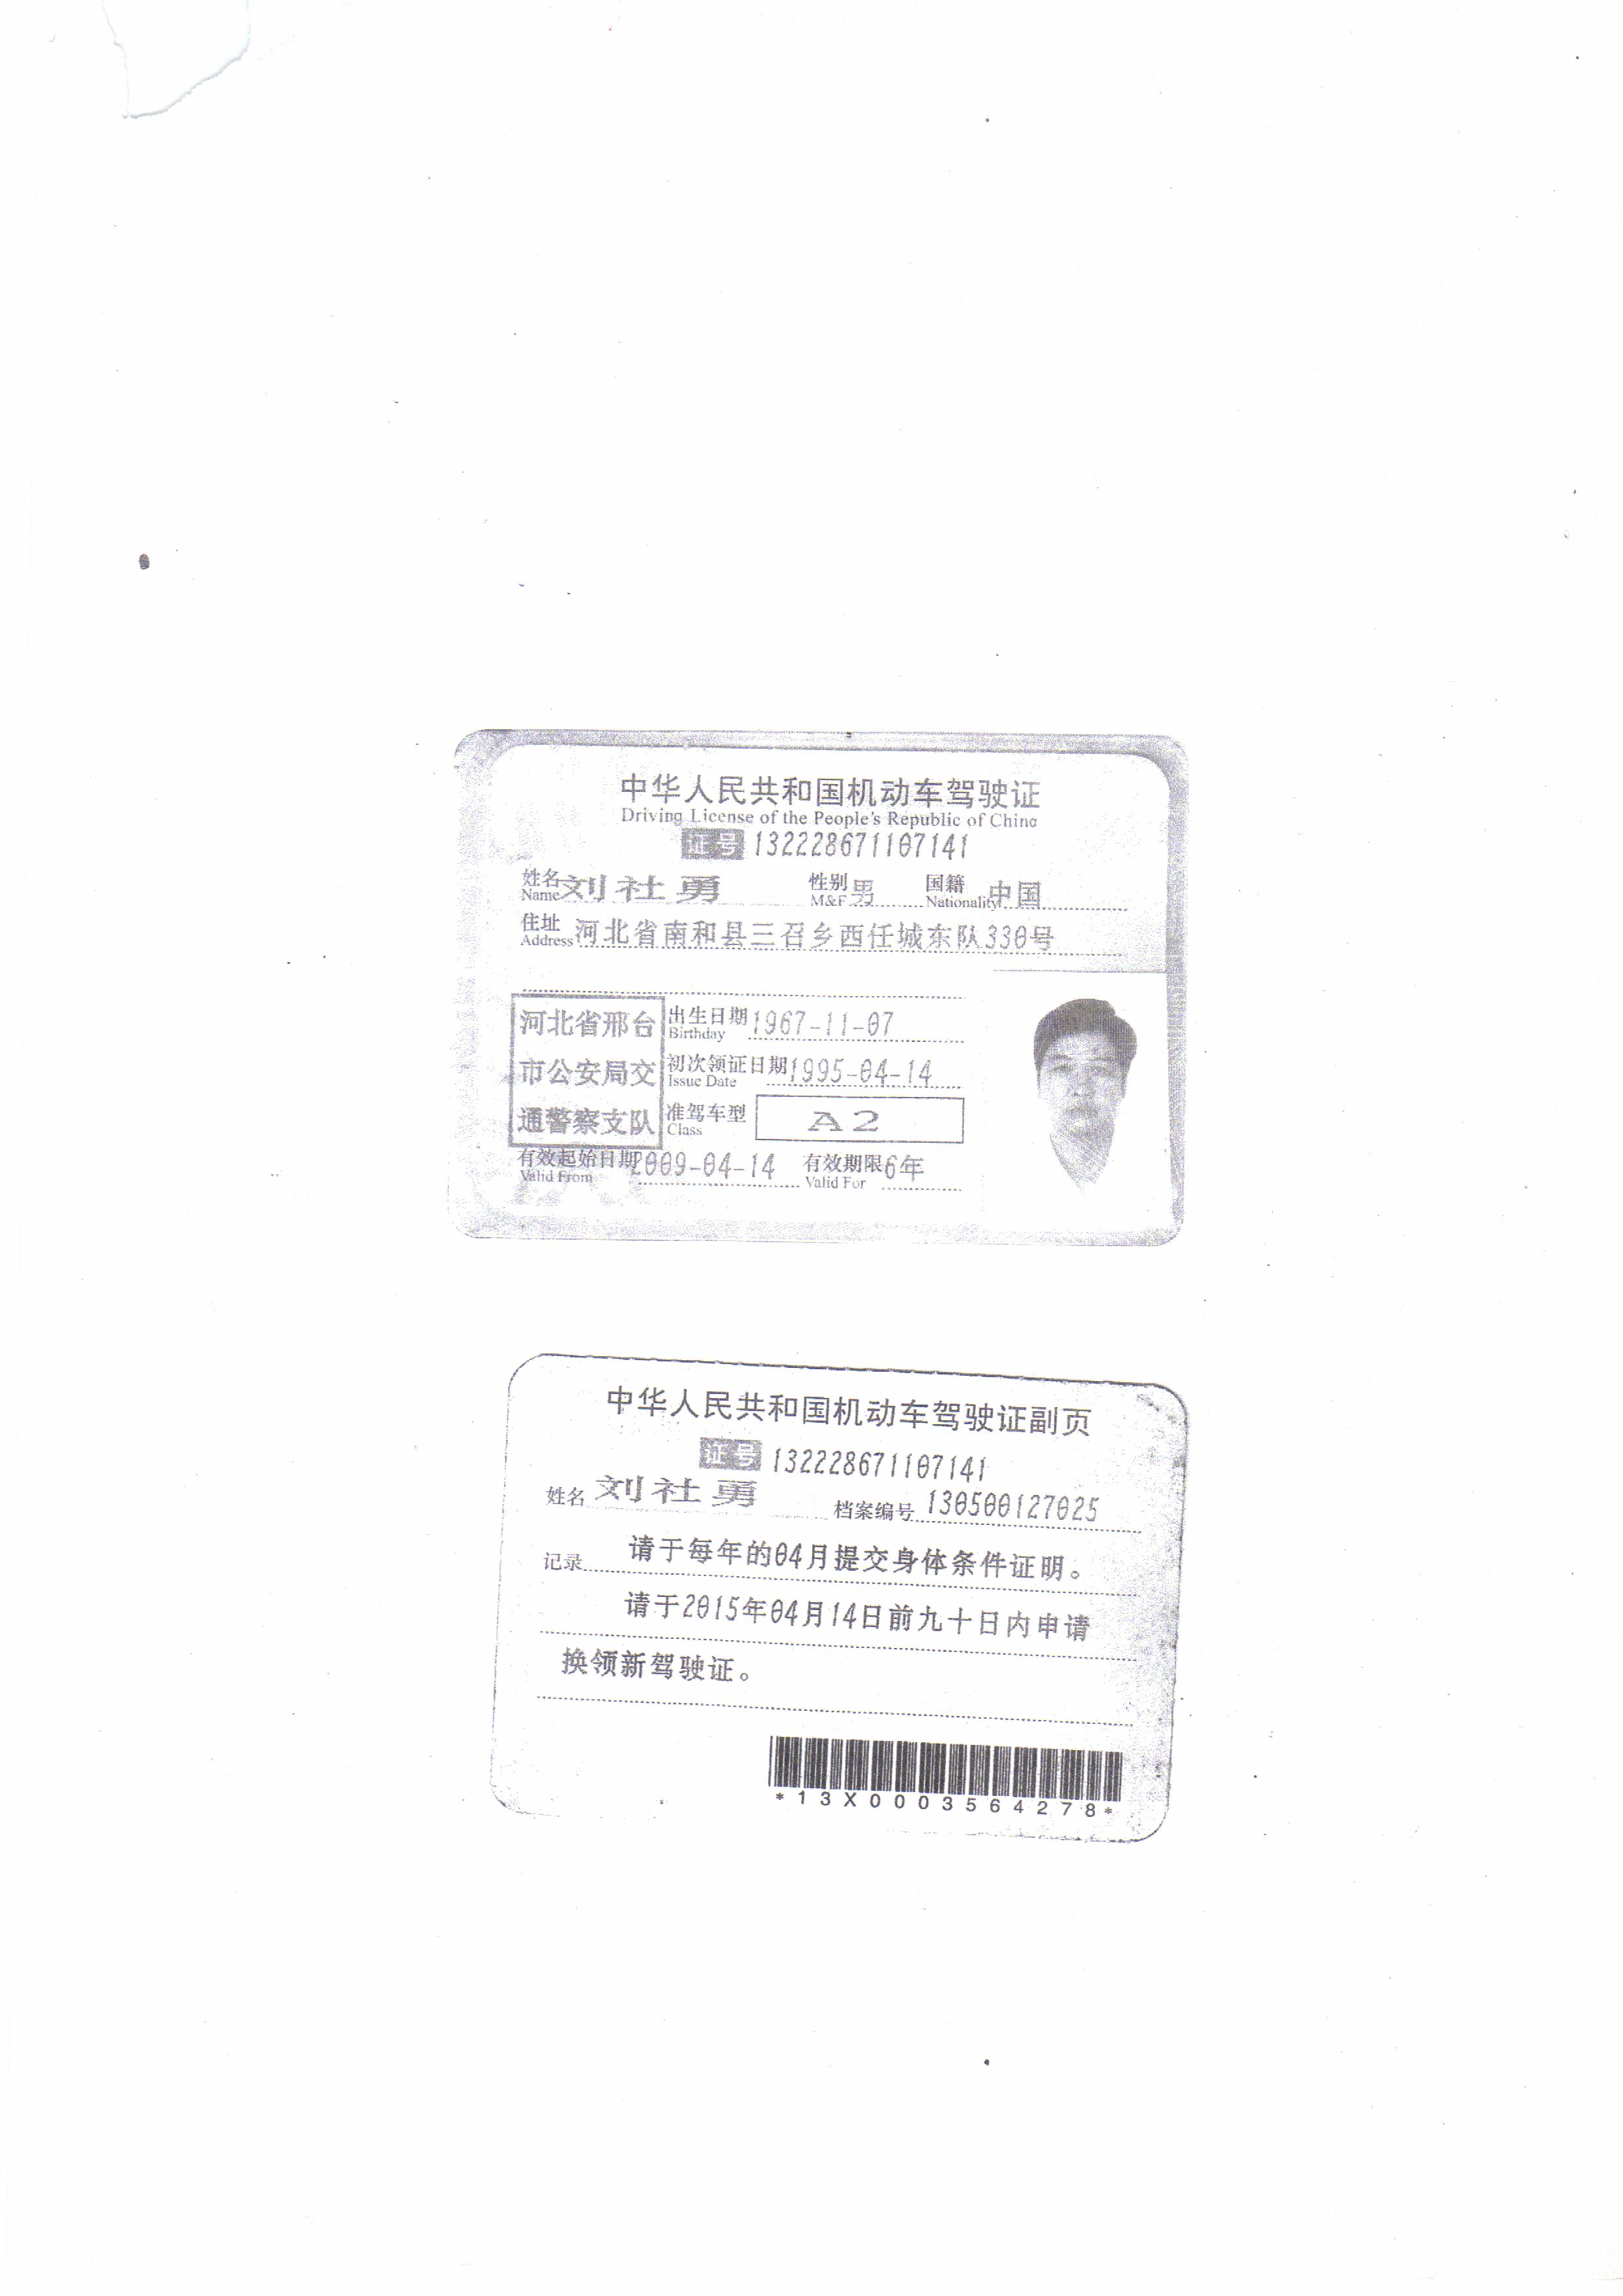 中华人民共和国机动车驾驶证
Driving License of the People's Republic of China
证号 132228671107141
姓名 刘社勇 性别 男 国籍 中国
Name M&F Nationality
住址 河北省南和县三召乡西任城东队330号
Address
河北省邢台
市公安局交
通警察支队
出生日期 1967-11-07
Birthday
初次领证日期 1995-04-14
Issue Date
准驾车型 A2
Class
有效起始日期 2009-04-14 有效期限 6年
Valid From Valid For
中华人民共和国机动车驾驶证副页
证号 132228671107141
姓名 刘社勇 档案编号 130500127025
记录 请于每年的04月提交身体条件证明。
请于2015年04月14日前九十日内申请
换领新驾驶证。
*13X0003564278*